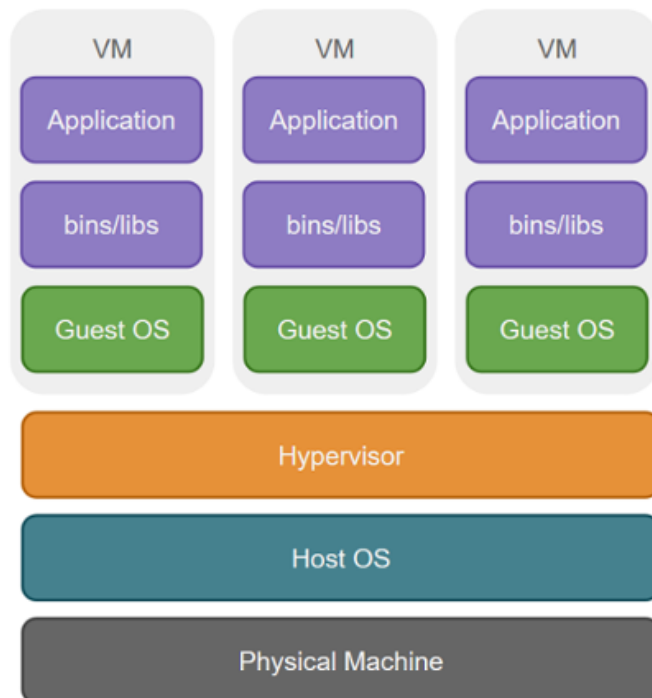 VM VM VM
Application Application Application
bins/libs bins/libs bins/libs
Guest OS Guest OS Guest OS
Hypervisor
Host OS
Physical Machine